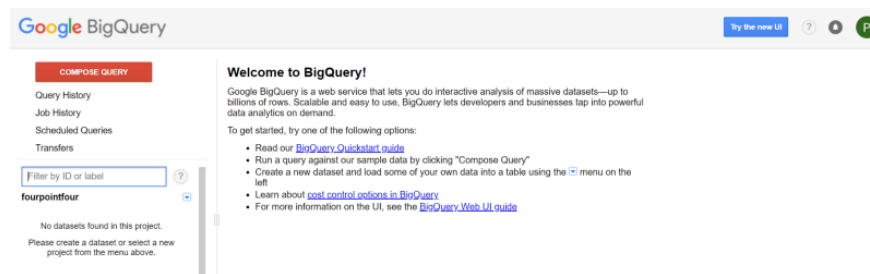 Google BigQuery
Try the new UI
?
P
COMPOSE QUERY
Query History
Job History
Scheduled Queries
Transfers
Filter by ID or label
?
fourpointfour
No datasets found in this project.
Please create a dataset or select a new
project from the menu above.
Welcome to BigQuery!
Google BigQuery is a web service that lets you do interactive analysis of massive datasets—up to
billions of rows. Scalable and easy to use, BigQuery lets developers and businesses tap into powerful
data analytics on demand.
To get started, try one of the following options:
• Read our BigQuery Quickstart guide
• Run a query against our sample data by clicking "Compose Query"
• Create a new dataset and load some of your own data into a table using the menu on the
left
• Learn about cost control options in BigQuery
• For more information on the UI, see the BigQuery Web UI guide